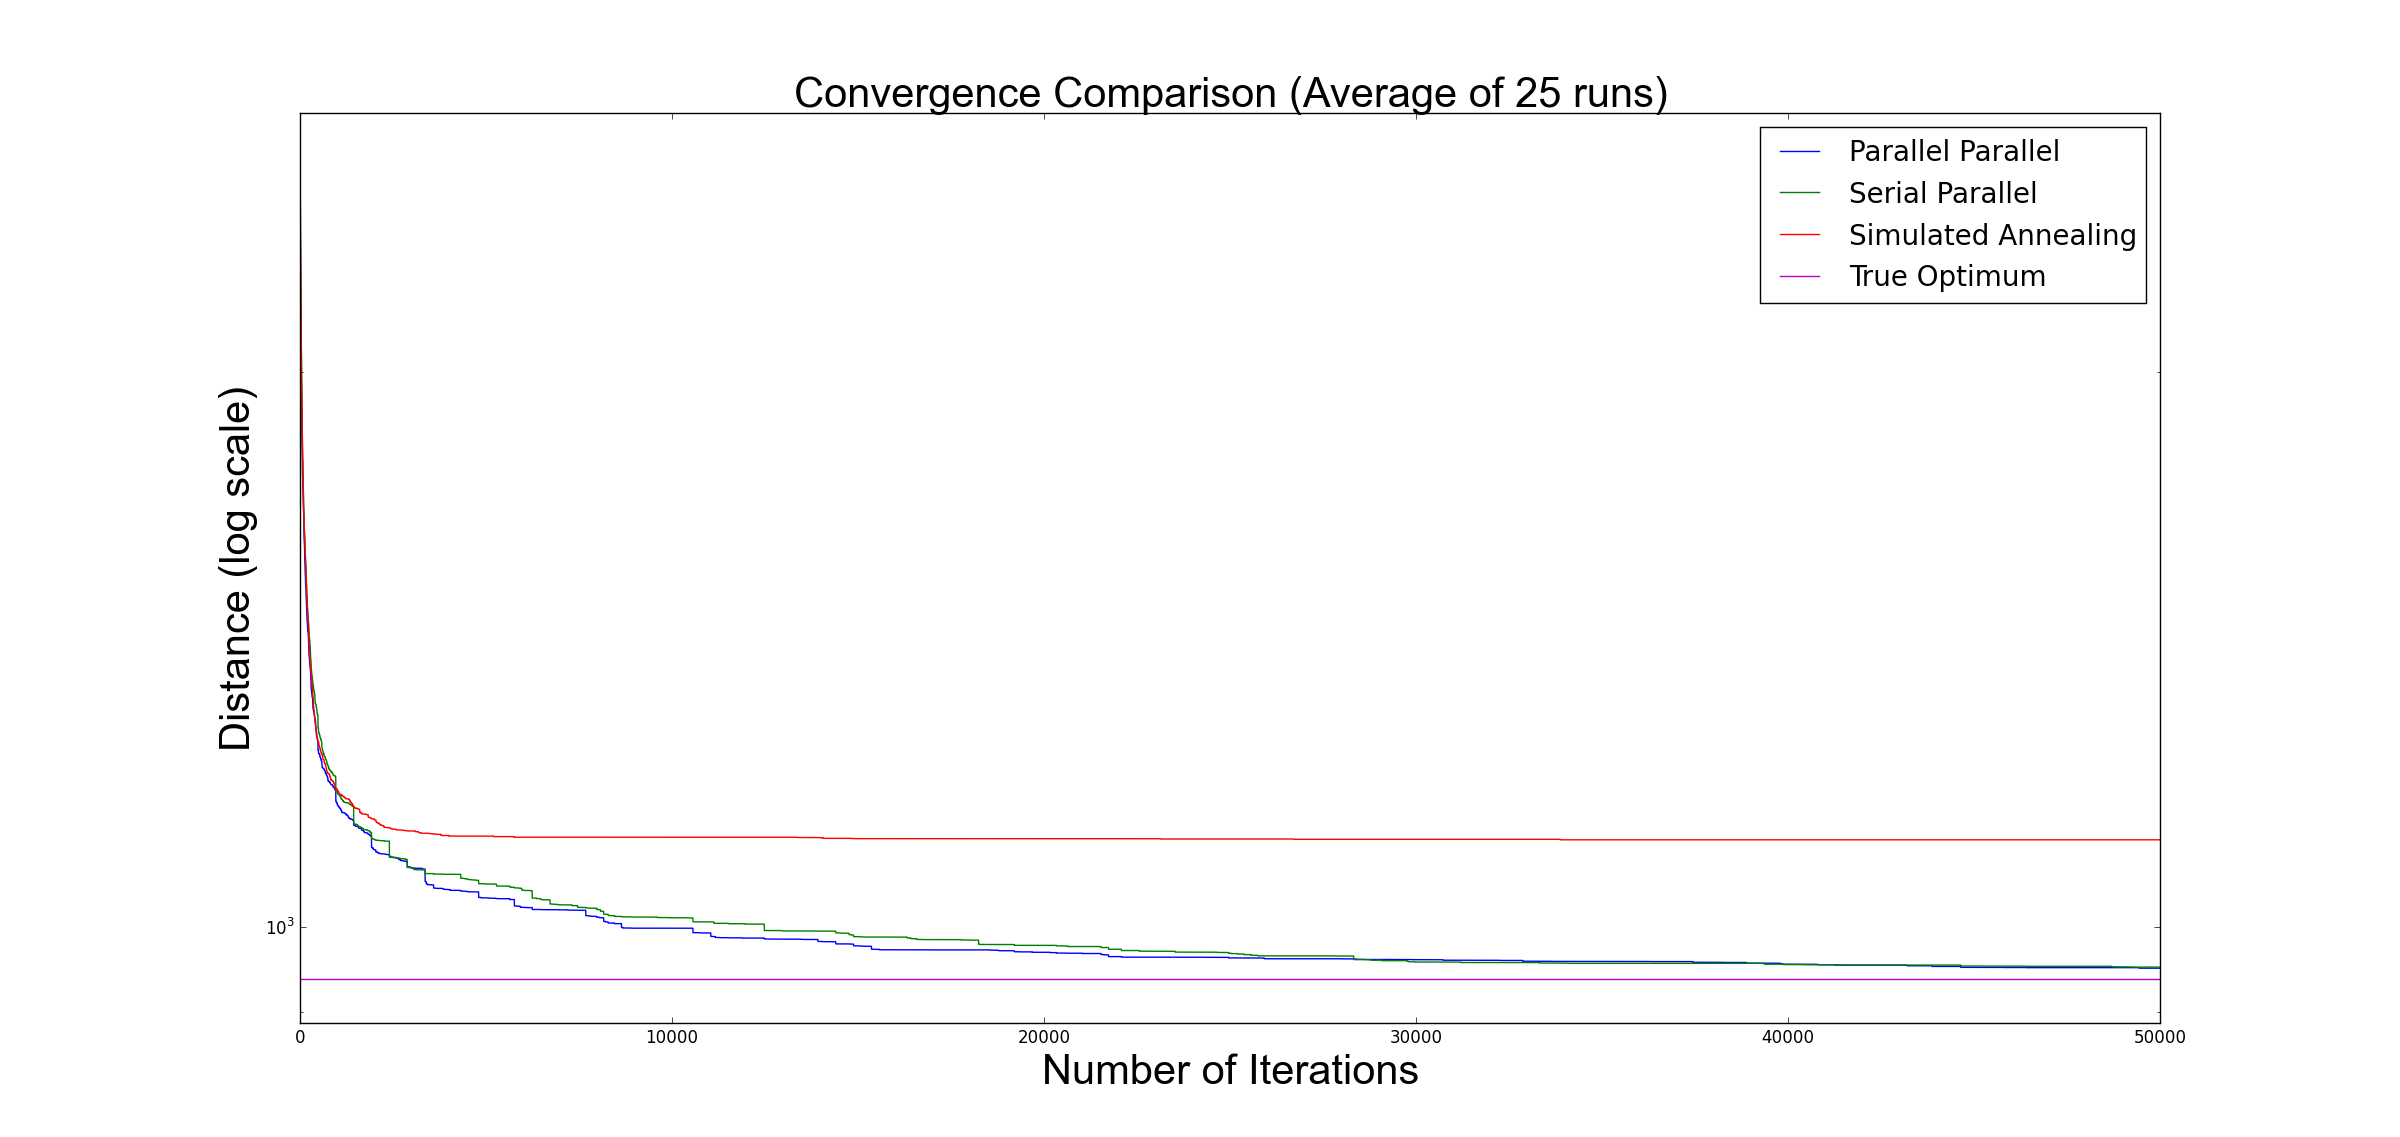 Convergence Comparison (Average of 25 runs)
Parallel Parallel
Serial Parallel
Simulated Annealing
True Optimum
Distance (log scale)
10³
0 10000 20000 30000 40000 50000
Number of Iterations